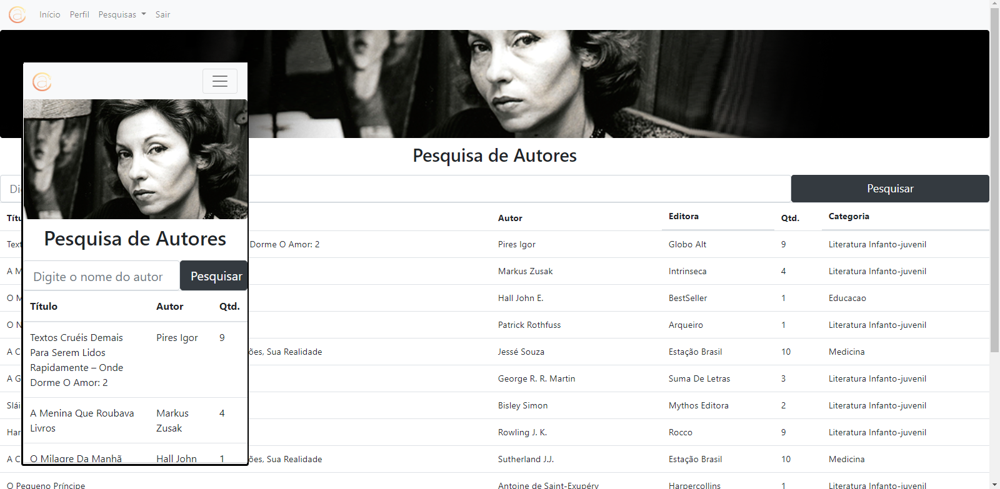 Início Perfil Pesquisas Sair
Pesquisa de Autores
Pesquisar
Autor Editora Qtd. Categoria
Dorme O Amor: 2 Pires Igor Globo Alt 9 Literatura Infanto-juvenil
A M Markus Zusak Intrinseca 4 Literatura Infanto-juvenil
O M Hall John E. BestSeller 1 Educacao
O N Patrick Rothfuss Arqueiro 1 Literatura Infanto-juvenil
A C ões, Sua Realidade Jessé Souza Estação Brasil 10 Medicina
A G George R. R. Martin Suma De Letras 3 Literatura Infanto-juvenil
Slái Bisley Simon Mythos Editora 2 Literatura Infanto-juvenil
Har Rowling J. K. Rocco 9 Literatura Infanto-juvenil
A C ões, Sua Realidade Sutherland J.J. Estação Brasil 10 Medicina
O Pequeno Príncipe Antoine de Saint-Exupéry Harpercollins 1 Literatura Infanto-juvenil
Pesquisa de Autores
Digite o nome do autor Pesquisar
Título Autor Qtd.
Textos Cruéis Demais Pires Igor 9
Para Serem Lidos
Rapidamente – Onde
Dorme O Amor: 2
A Menina Que Roubava Markus 4
Livros Zusak
O Milagre Da Manhã Hall John 1